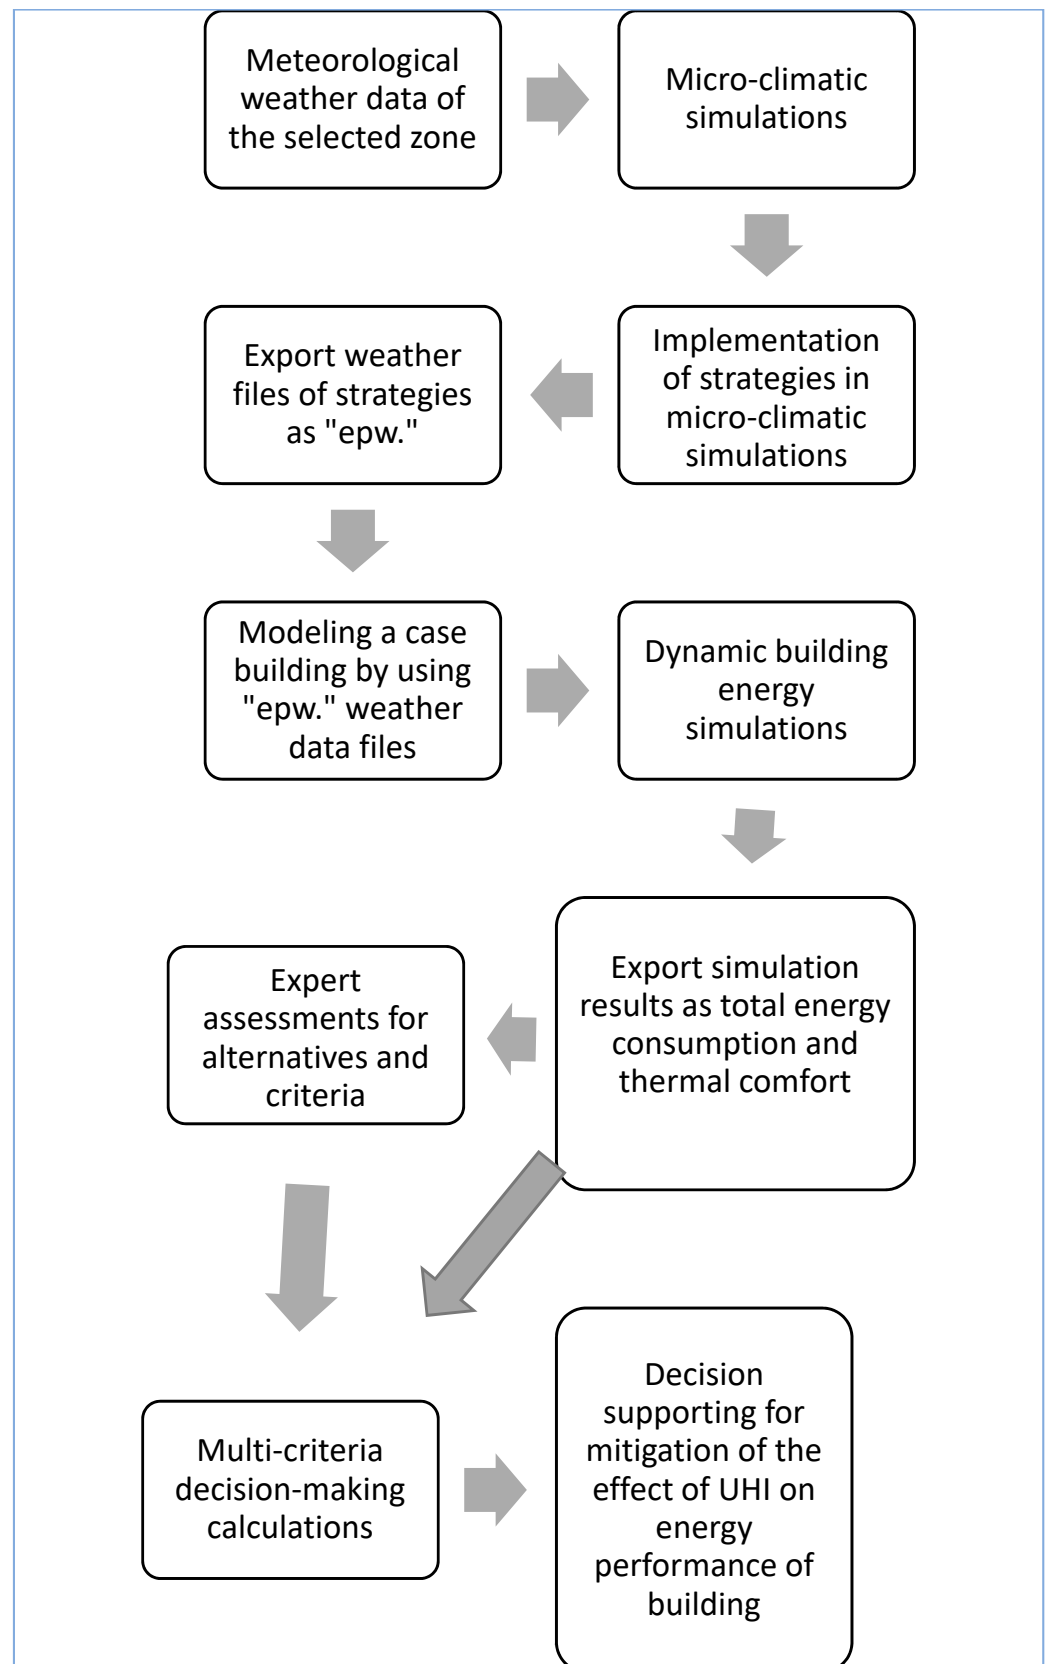 Meteorological
weather data of
the selected zone
Micro-climatic
simulations
Implementation
of strategies in
micro-climatic
simulations
Export weather
files of strategies
as "epw."
Modeling a case
building by using
"epw." weather
data files
Dynamic building
energy
simulations
Export simulation
results as total energy
consumption and
thermal comfort
Expert
assessments for
alternatives and
criteria
Multi-criteria
decision-making
calculations
Decision
supporting for
mitigation of the
effect of UHI on
energy
performance of
building